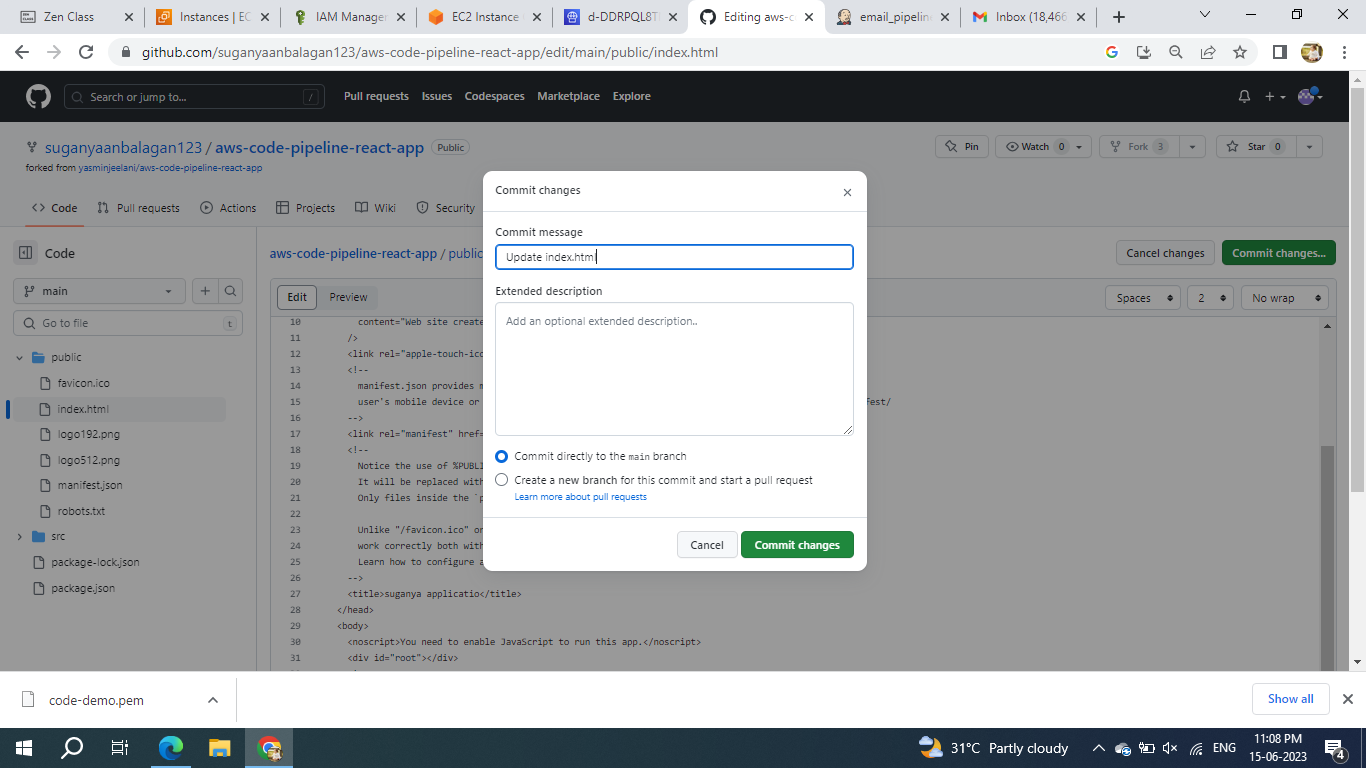 Zen Class
Instances | EC
IAM Manager
EC2 Instance
d-DDRPQL8T
Editing aws-c
email_pipeline
Inbox (18,466
github.com/suganyaanbalagan123/aws-code-pipeline-react-app/edit/main/public/index.html
Search or jump to... /
Pull requests Issues Codespaces Marketplace Explore
suganyaanbalagan123 / aws-code-pipeline-react-app Public
forked from yasminjeelani/aws-code-pipeline-react-app
Pin Watch 0 Fork 3 Star 0
Code Pull requests Actions Projects Wiki Security
Code
main
Go to file t
public
favicon.ico
index.html
logo192.png
logo512.png
manifest.json
robots.txt
src
package-lock.json
package.json
aws-code-pipeline-react-app / public
Cancel changes Commit changes...
Edit Preview
Spaces 2 No wrap
10 content="Web site create
11 />
12 <link rel="apple-touch-ico
13 <!--
14 manifest.json provides m
15 user's mobile device or fest/
16 -->
17 <link rel="manifest" href=
18 <!--
19 Notice the use of %PUBL
20 It will be replaced with
21 Only files inside the `p
22
23 Unlike "/favicon.ico" or
24 work correctly both with
25 Learn how to configure a
26 -->
27 <title>suganya applicatio</title>
28 </head>
29 <body>
30 <noscript>You need to enable JavaScript to run this app.</noscript>
31 <div id="root"></div>
Commit changes
Commit message
Update index.html
Extended description
Add an optional extended description..
Commit directly to the main branch
Create a new branch for this commit and start a pull request
Learn more about pull requests
Cancel Commit changes
code-demo.pem
Show all
31°C Partly cloudy
ENG
11:08 PM
15-06-2023
4